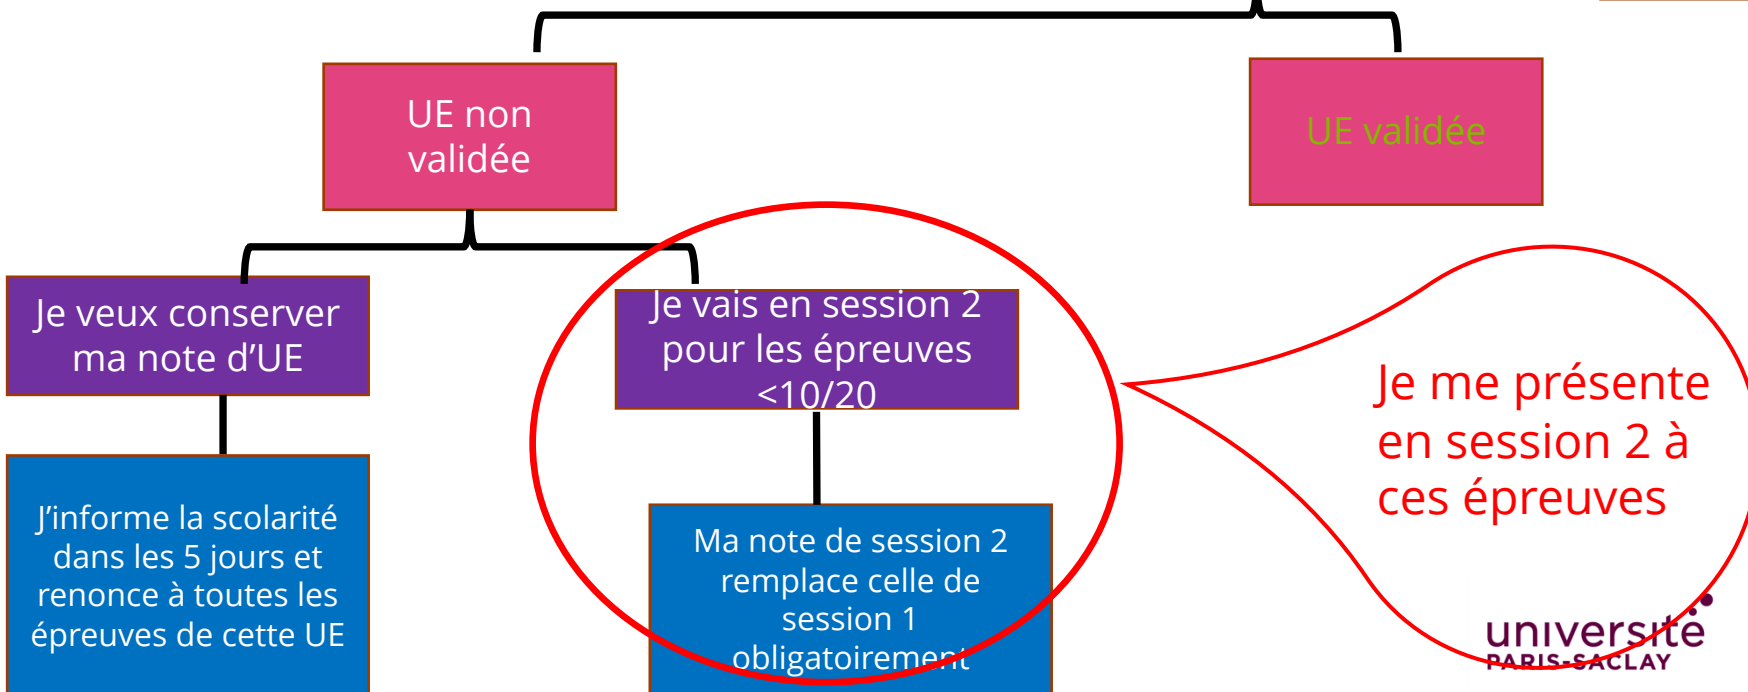 UE non
validée
UE validée
Je veux conserver
ma note d’UE
Je vais en session 2
pour les épreuves
<10/20
Je me présente
en session 2 à
ces épreuves
J’informe la scolarité
dans les 5 jours et
renonce à toutes les
épreuves de cette UE
Ma note de session 2
remplace celle de
session 1
obligatoirement
université
PARIS-SACLAY